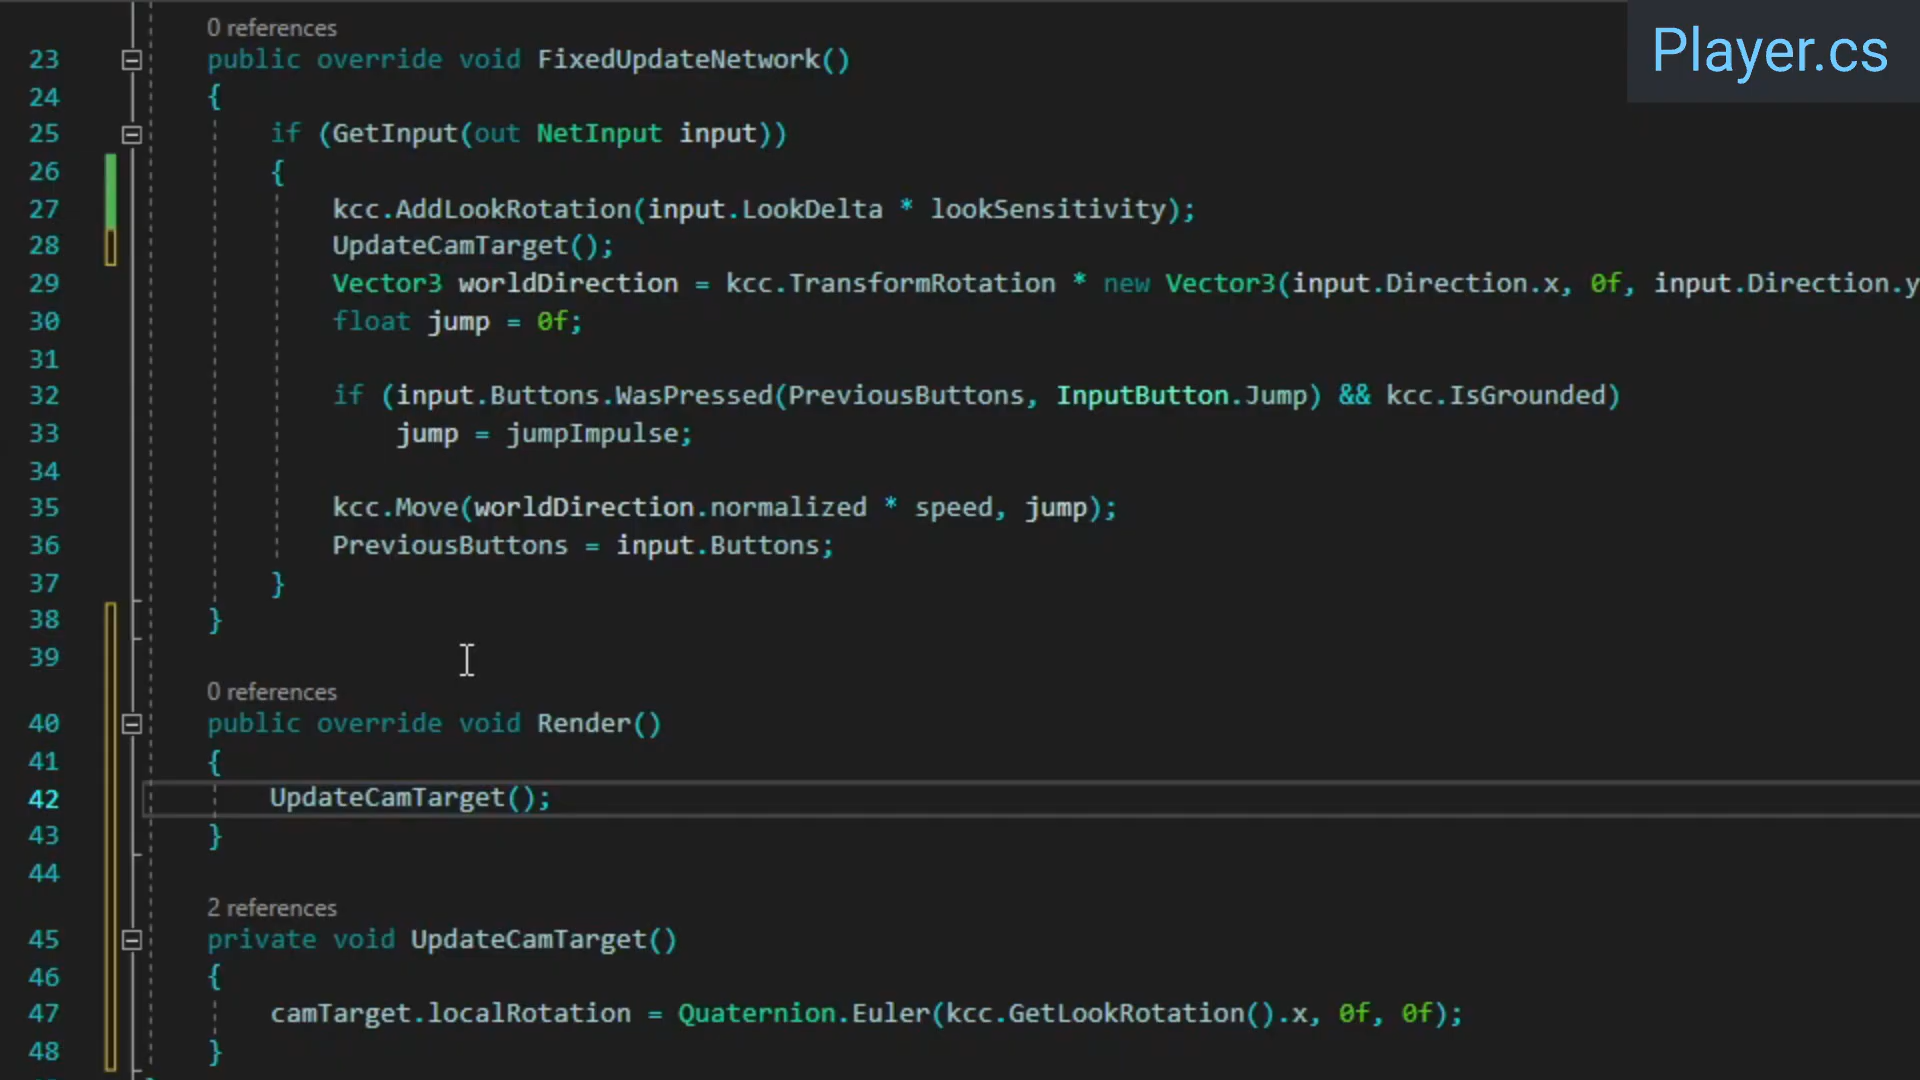 Player.cs
0 references
23 public override void FixedUpdateNetwork()
24 {
25 if (GetInput(out NetInput input))
26 {
27 kcc.AddLookRotation(input.LookDelta * lookSensitivity);
28 UpdateCamTarget();
29 Vector3 worldDirection = kcc.TransformRotation * new Vector3(input.Direction.x, 0f, input.Direction.y
30 float jump = 0f;
31
32 if (input.Buttons.WasPressed(PreviousButtons, InputButton.Jump) && kcc.IsGrounded)
33 jump = jumpImpulse;
34
35 kcc.Move(worldDirection.normalized * speed, jump);
36 PreviousButtons = input.Buttons;
37 }
38 }
39
0 references
40 public override void Render()
41 {
42 UpdateCamTarget();
43 }
44
2 references
45 private void UpdateCamTarget()
46 {
47 camTarget.localRotation = Quaternion.Euler(kcc.GetLookRotation().x, 0f, 0f);
48 }